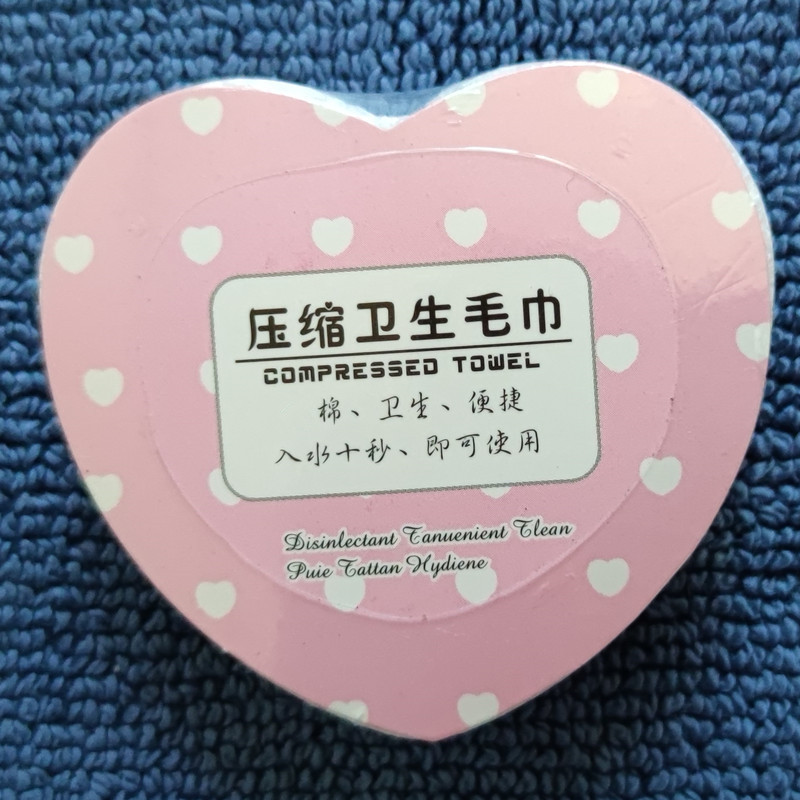 压缩卫生毛巾
COMPRESSED TOWEL
棉、卫生、便捷
入水十秒、即可使用
Disinlectant Tanuenient Tlean
Puie Tattan Hydiene